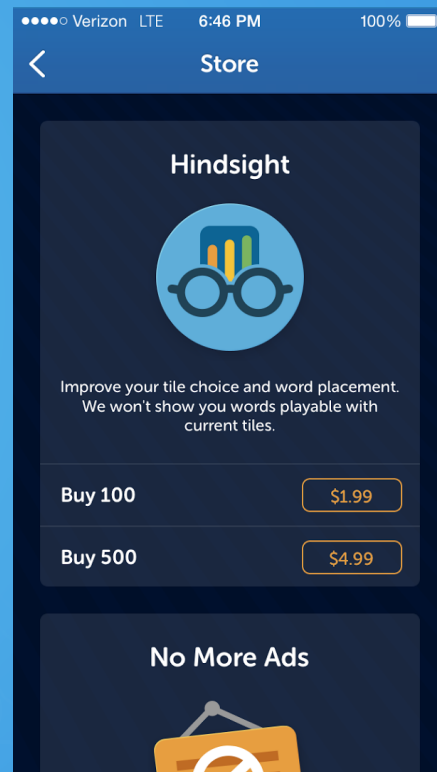 Verizon LTE 6:46 PM 100%
Store
Hindsight
Improve your tile choice and word placement.
We won't show you words playable with
current tiles.
Buy 100 $1.99
Buy 500 $4.99
No More Ads